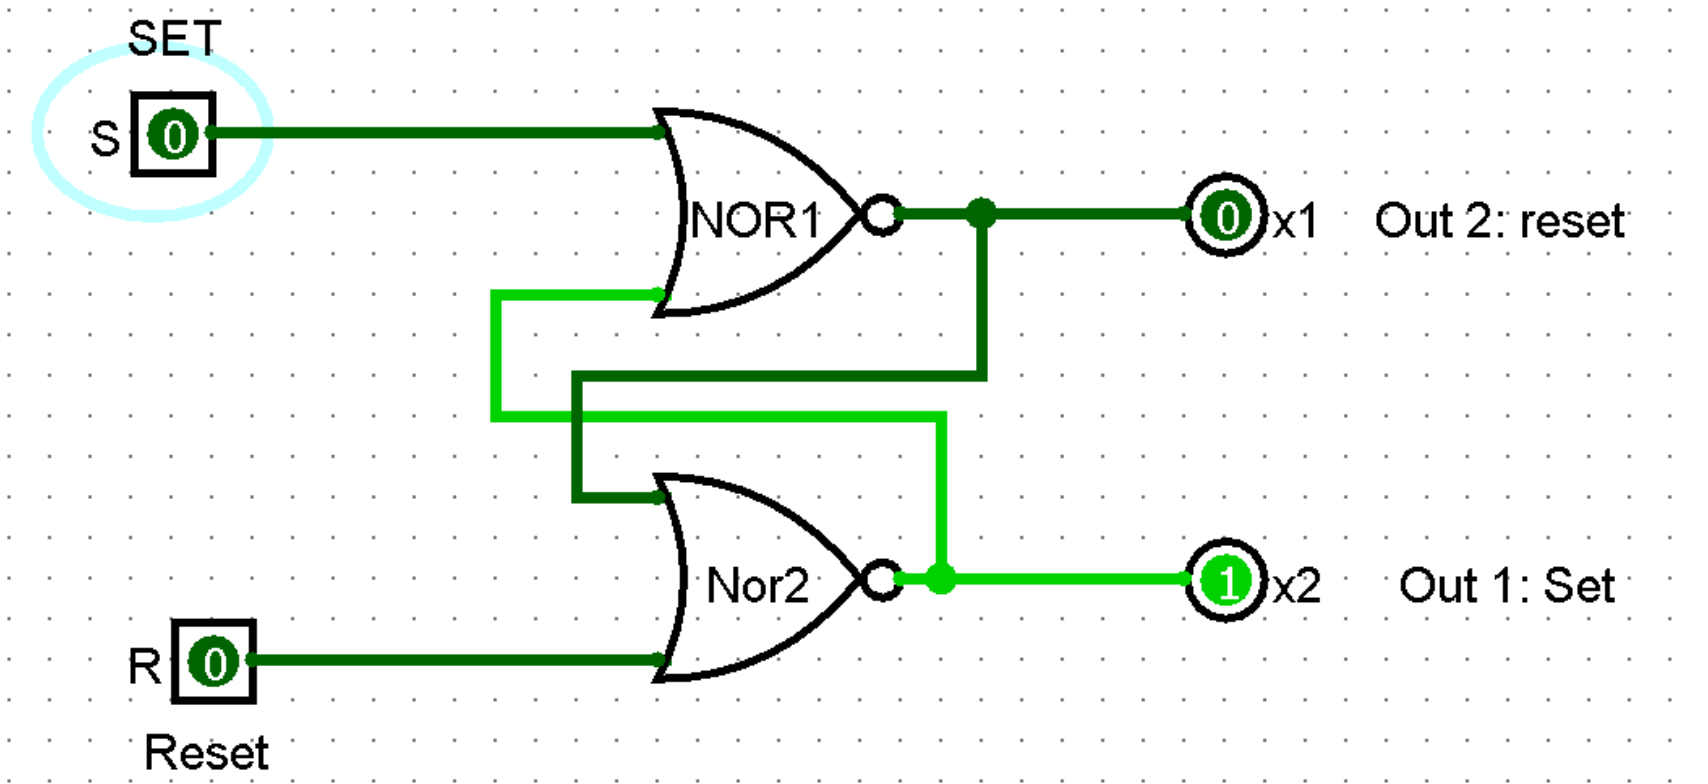 SET
S 0
NOR1
0 x1 Out 2: reset
Nor2
1 x2 Out 1: Set
R 0
Reset